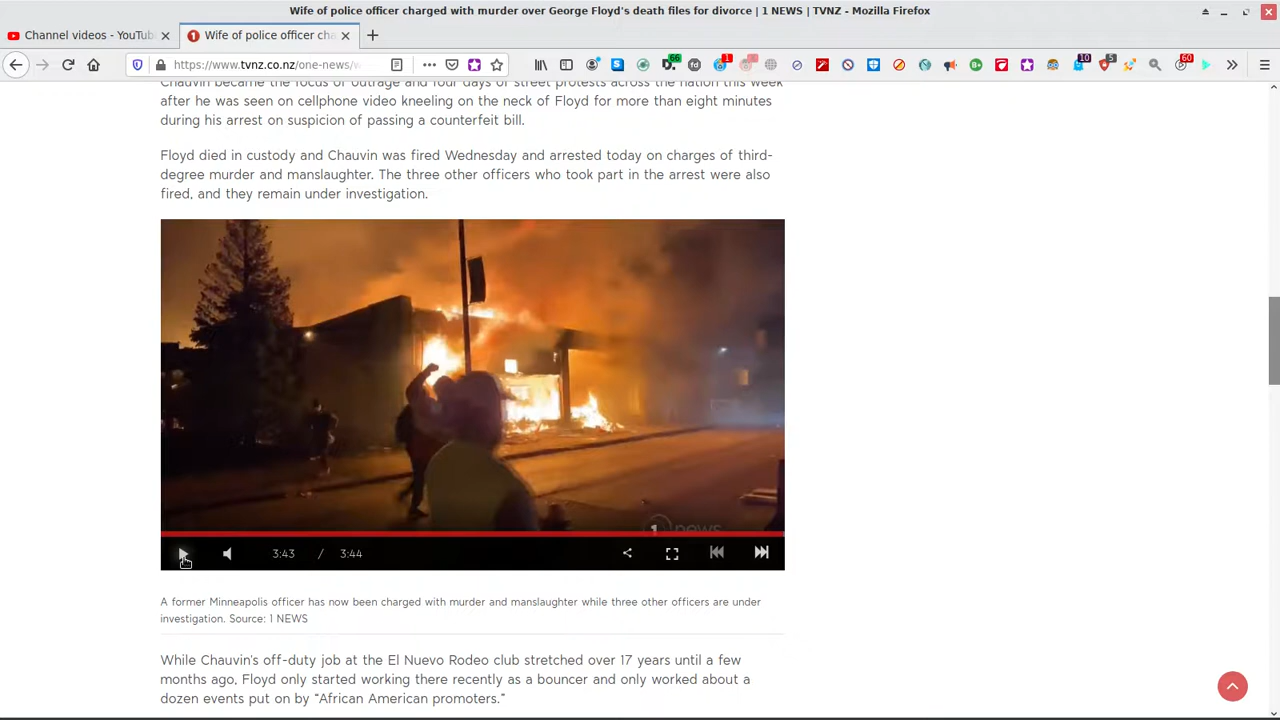 Wife of police officer charged with murder over George Floyd's death files for divorce | 1 NEWS | TVNZ - Mozilla Firefox
Channel videos - YouTub
Wife of police officer cha
https://www.tvnz.co.nz/one-news/w
66
1
10
5
60
Chauvin became the focus of outrage and four days of street protests across the nation this week
after he was seen on cellphone video kneeling on the neck of Floyd for more than eight minutes
during his arrest on suspicion of passing a counterfeit bill.
Floyd died in custody and Chauvin was fired Wednesday and arrested today on charges of third-
degree murder and manslaughter. The three other officers who took part in the arrest were also
fired, and they remain under investigation.
1 news
3:43 / 3:44
A former Minneapolis officer has now been charged with murder and manslaughter while three other officers are under
investigation. Source: 1 NEWS
While Chauvin's off-duty job at the El Nuevo Rodeo club stretched over 17 years until a few
months ago, Floyd only started working there recently as a bouncer and only worked about a
dozen events put on by “African American promoters.”